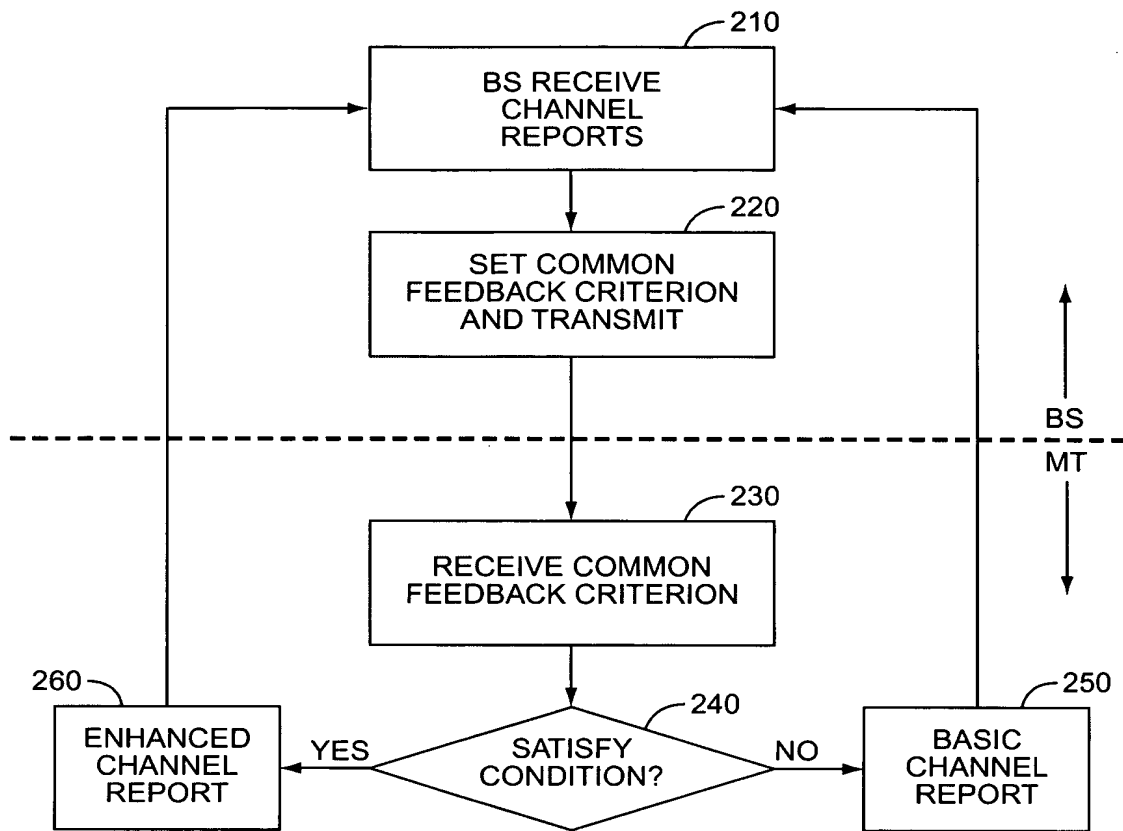 210
BS RECEIVE
CHANNEL
REPORTS
220
SET COMMON
FEEDBACK CRITERION
AND TRANSMIT
BS
MT
230
RECEIVE COMMON
FEEDBACK CRITERION
260
ENHANCED
CHANNEL
REPORT
YES
240
SATISFY
CONDITION?
NO
250
BASIC
CHANNEL
REPORT